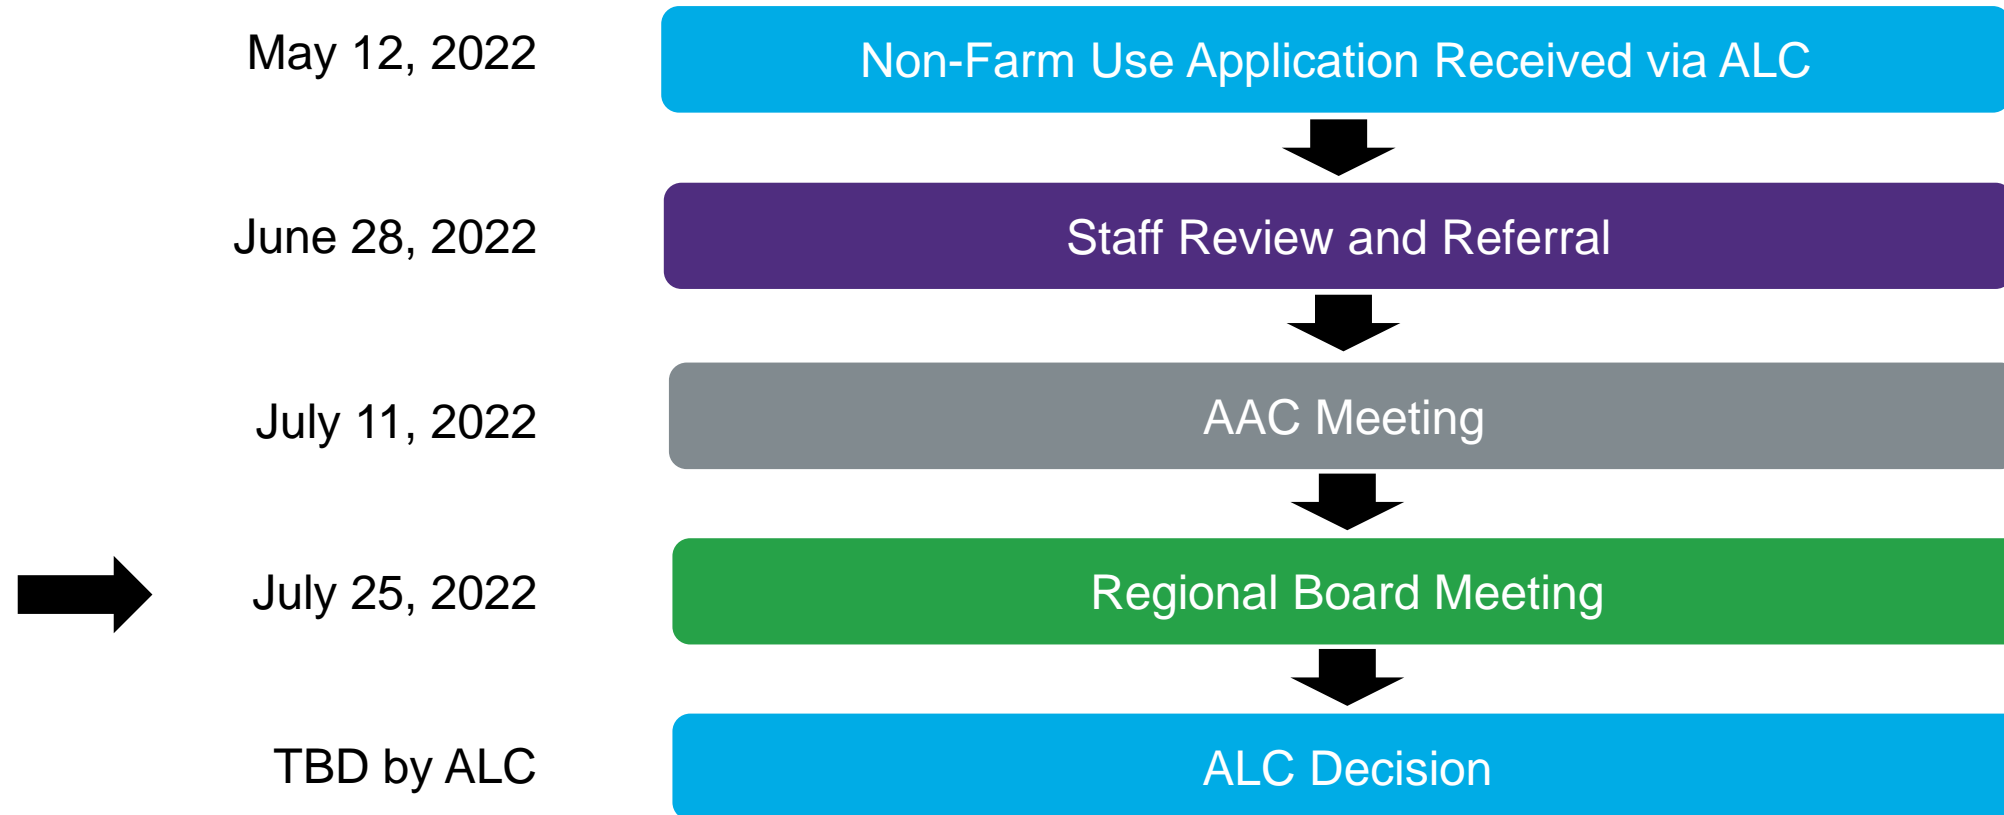 May 12, 2022
Non-Farm Use Application Received via ALC
June 28, 2022
Staff Review and Referral
July 11, 2022
AAC Meeting
July 25, 2022
Regional Board Meeting
TBD by ALC
ALC Decision